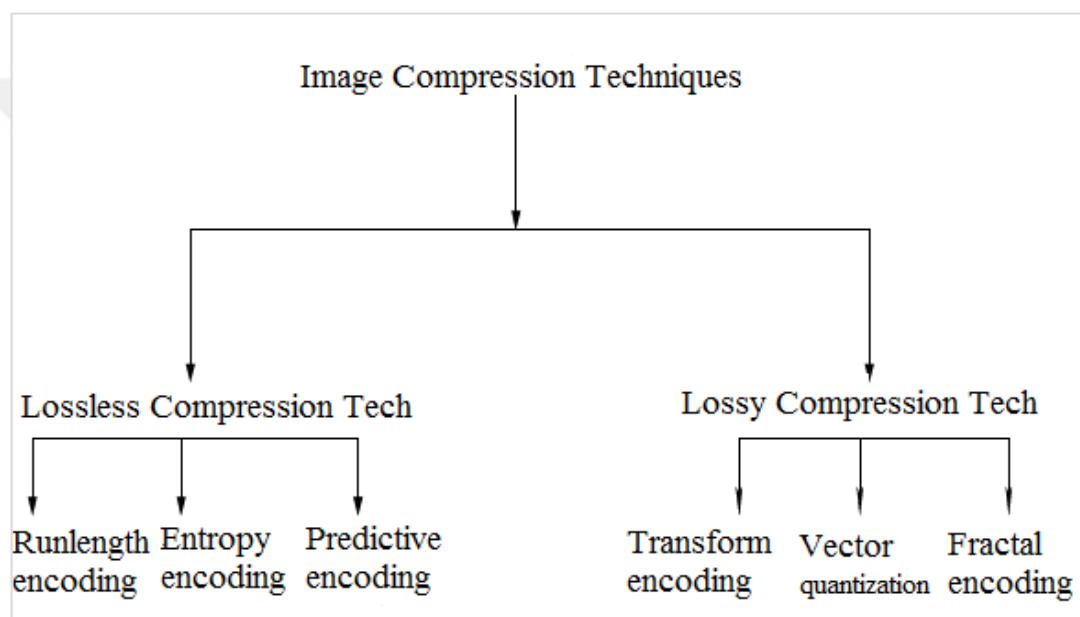 Image Compression Techniques
Lossless Compression Tech
Lossy Compression Tech
Runlength
encoding
Entropy
encoding
Predictive
encoding
Transform
encoding
Vector
quantization
Fractal
encoding